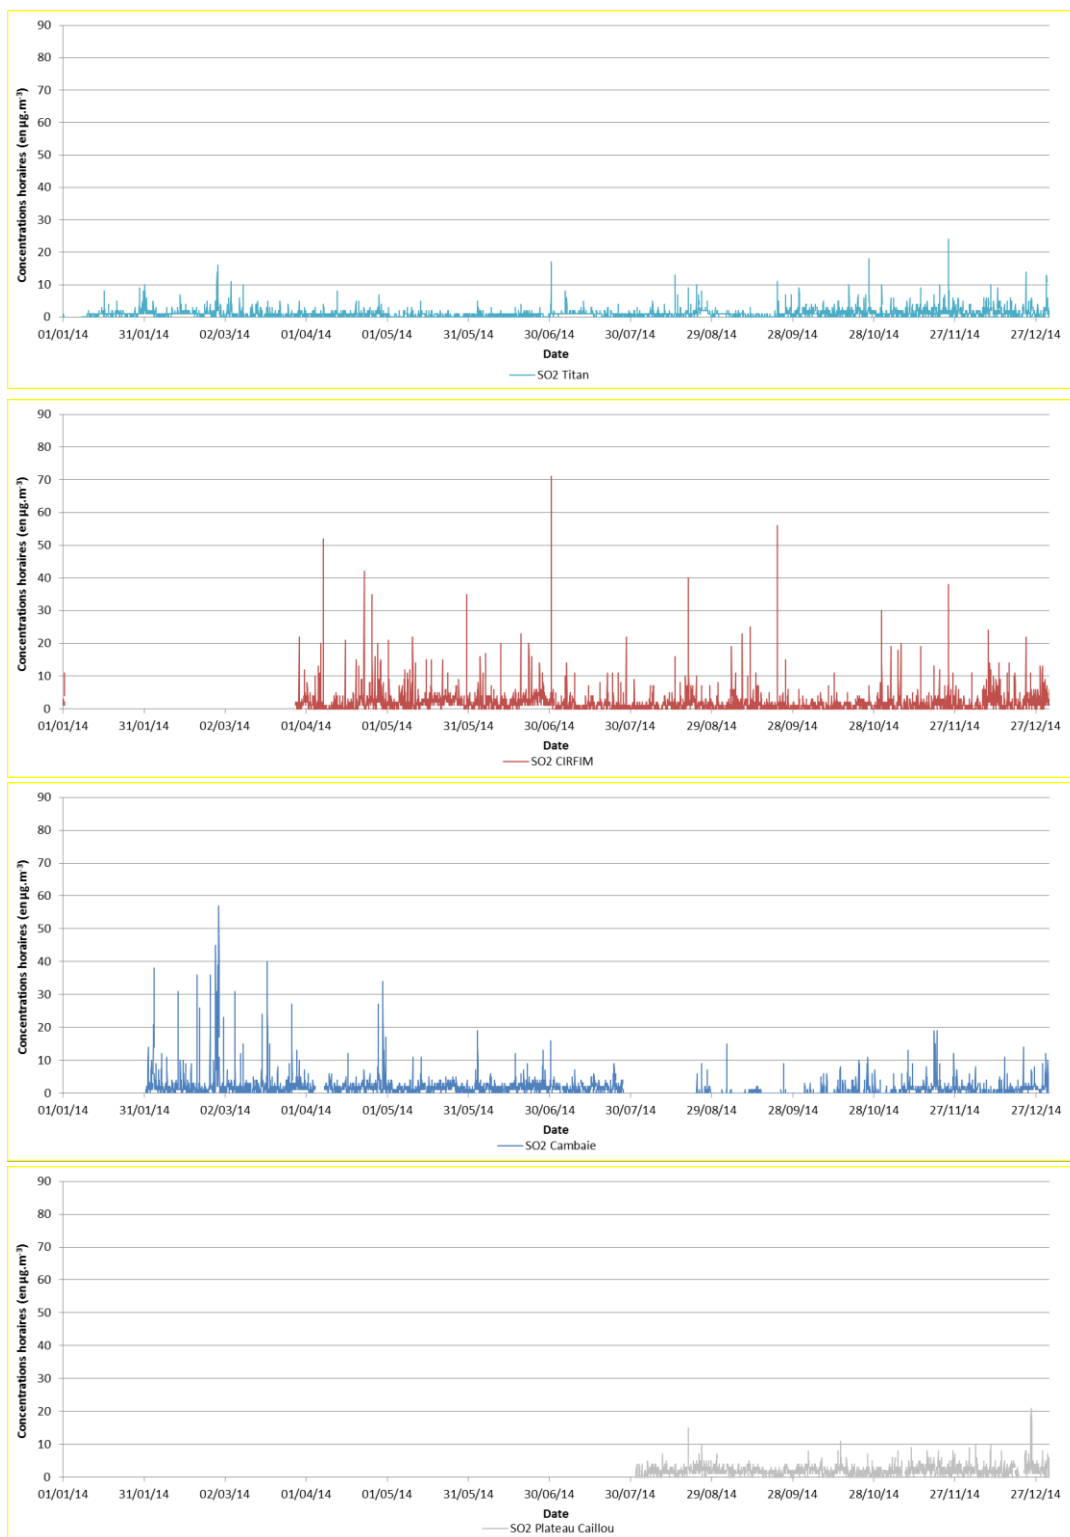 Concentrations horaires (en µg.m-3)
90
80
70
60
50
40
30
20
10
0
01/01/14 31/01/14 02/03/14 01/04/14 01/05/14 31/05/14 30/06/14 30/07/14 29/08/14 28/09/14 28/10/14 27/11/14 27/12/14
Date
SO2 Titan
Concentrations horaires (en µg.m-3)
90
80
70
60
50
40
30
20
10
0
01/01/14 31/01/14 02/03/14 01/04/14 01/05/14 31/05/14 30/06/14 30/07/14 29/08/14 28/09/14 28/10/14 27/11/14 27/12/14
Date
SO2 CIRFIM
Concentrations horaires (en µg.m-3)
90
80
70
60
50
40
30
20
10
0
01/01/14 31/01/14 02/03/14 01/04/14 01/05/14 31/05/14 30/06/14 30/07/14 29/08/14 28/09/14 28/10/14 27/11/14 27/12/14
Date
SO2 Cambaie
Concentrations horaires (en µg.m-3)
90
80
70
60
50
40
30
20
10
0
01/01/14 31/01/14 02/03/14 01/04/14 01/05/14 31/05/14 30/06/14 30/07/14 29/08/14 28/09/14 28/10/14 27/11/14 27/12/14
Date
SO2 Plateau Caillou